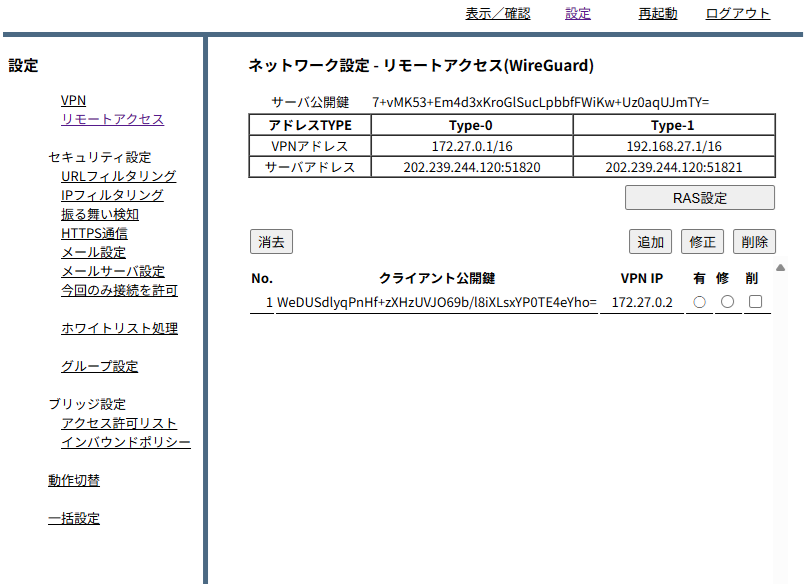 表示／確認 設定 再起動 ログアウト
設定
VPN
リモートアクセス
セキュリティ設定
URLフィルタリング
IPフィルタリング
振る舞い検知
HTTPS通信
メール設定
メールサーバ設定
今回のみ接続を許可
ホワイトリスト処理
グループ設定
ブリッジ設定
アクセス許可リスト
インバウンドポリシー
動作切替
一括設定
ネットワーク設定 - リモートアクセス(WireGuard)
サーバ公開鍵 7+vMK53+Em4d3xKroGlSucLpbbfFWiKw+Uz0aqUJmTY=
アドレスTYPE Type-0 Type-1
VPNアドレス 172.27.0.1/16 192.168.27.1/16
サーバアドレス 202.239.244.120:51820 202.239.244.120:51821
RAS設定
消去 追加 修正 削除
No. クライアント公開鍵 VPN IP 有 修 削
1 WeDUSdlyqPnHf+zXHzUVJO69b/l8iXLsxYP0TE4eYho= 172.27.0.2